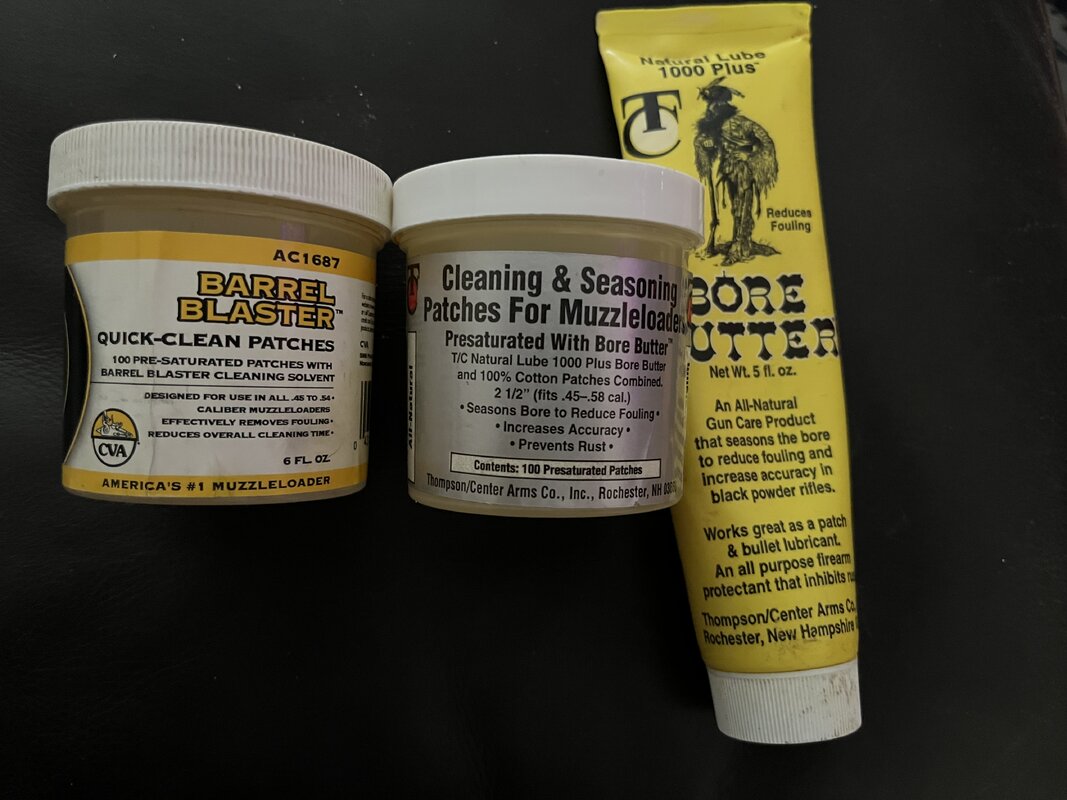 AC1687
BARREL
BLASTER™
QUICK-CLEAN PATCHES
100 PRE-SATURATED PATCHES WITH
BARREL BLASTER CLEANING SOLVENT
DESIGNED FOR USE IN ALL .45 TO .54 •
CALIBER MUZZLELOADERS
EFFECTIVELY REMOVES FOULING •
REDUCES OVERALL CLEANING TIME •
CVA
6 FL. OZ.
AMERICA'S #1 MUZZLELOADER
TC
All-Natural
Cleaning & Seasoning
Patches For Muzzleloaders
Presaturated With Bore Butter™
T/C Natural Lube 1000 Plus Bore Butter
and 100% Cotton Patches Combined.
2 1/2" (fits .45–.58 cal.)
• Seasons Bore to Reduce Fouling •
• Increases Accuracy •
• Prevents Rust •
Contents: 100 Presaturated Patches
Thompson/Center Arms Co., Inc., Rochester, NH
Natural Lube
1000 Plus™
TC
Reduces
Fouling
BORE
UTTER
Net Wt. 5 fl. oz.
An All-Natural
Gun Care Product
that seasons the bore
to reduce fouling and
increase accuracy in
black powder rifles.
Works great as a patch
& bullet lubricant.
An all purpose firearm
protectant that inhibits
Thompson/Center Arms Co.
Rochester, New Hampshire